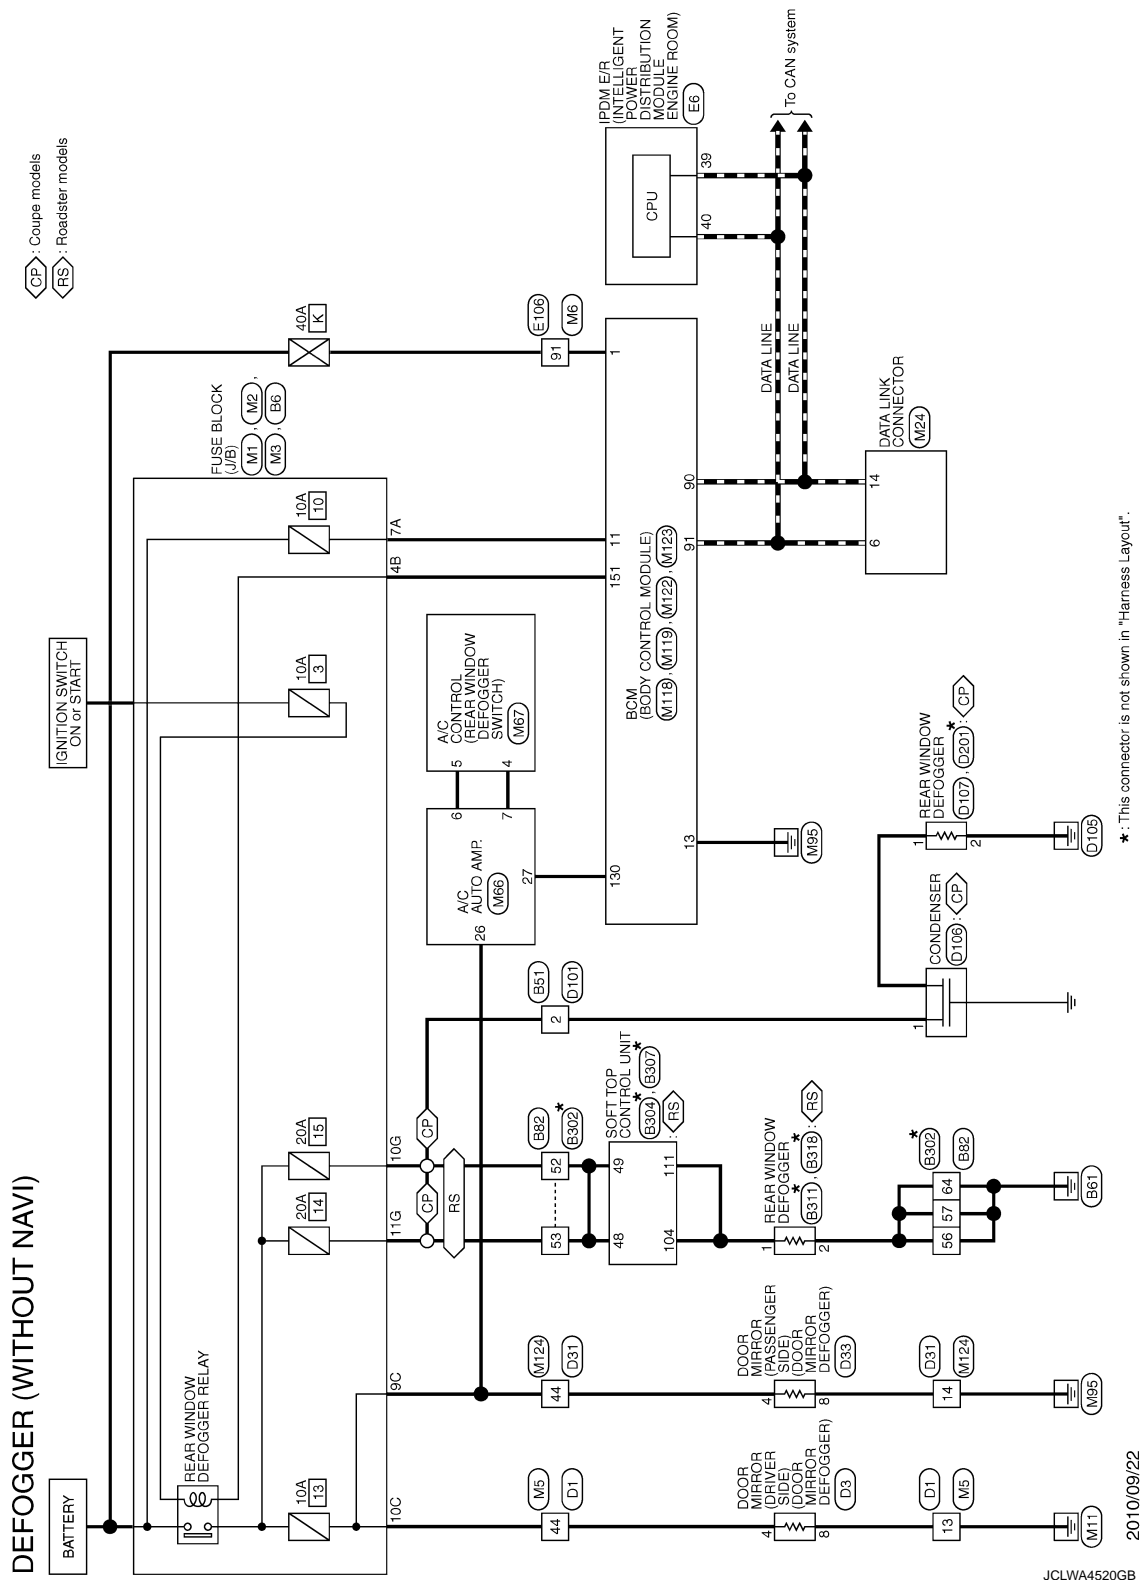 DEFOGGER (WITHOUT NAVI)
CP : Coupe models
RS : Roadster models
BATTERY
IGNITION SWITCH
ON or START
REAR WINDOW
DEFOGGER RELAY
10A
13
20A
14
20A
15
10A
3
10A
10
FUSE BLOCK
(J/B)
M1 , M2 ,
M3 , B6
40A
K
10C
9C
11G
10G
4B
7A
CP
CP
RS
A/C
AUTO AMP.
M66
26
27
6
7
A/C
CONTROL
(REAR WINDOW
DEFOGGER
SWITCH)
M67
5
4
M5
44
D1
M124
44
D31
B82
53
52
B302
*
B51
2
D101
E106
91
M6
SOFT TOP
CONTROL UNIT
B304 * , B307 *
: RS
48
49
104
111
130
151
11
1
BCM
(BODY CONTROL MODULE)
M118 , M119 , M122 , M123
13
91
90
M95
IPDM E/R
(INTELLIGENT
POWER
DISTRIBUTION
MODULE
ENGINE ROOM)
E6
CPU
40
39
To CAN system
DATA LINE
DATA LINE
DATA LINK
CONNECTOR
M24
6
14
DOOR
MIRROR
(DRIVER
SIDE)
(DOOR
MIRROR
DEFOGGER)
D3
4
8
DOOR
MIRROR
(PASSENGER
SIDE)
(DOOR
MIRROR
DEFOGGER)
D33
4
8
REAR WINDOW
DEFOGGER
B311 * , B318 * : RS
1
2
CONDENSER
D106 : CP
1
REAR WINDOW
DEFOGGER
D107 , D201 * : CP
1
2
D1
13
M5
D31
14
M124
B302 *
56
57
64
B82
M11
M95
B61
D105
* : This connector is not shown in "Harness Layout".
2010/09/22
JCLWA4520GB